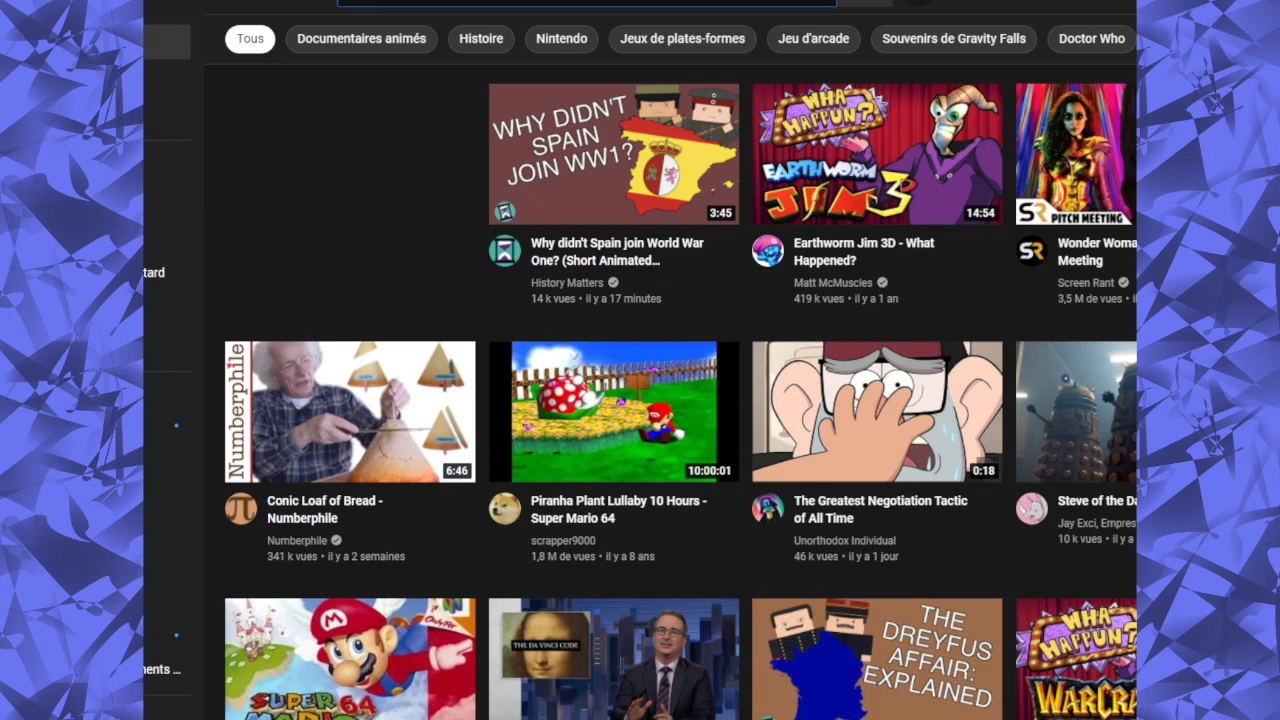 Tous
Documentaires animés
Histoire
Nintendo
Jeux de plates-formes
Jeu d'arcade
Souvenirs de Gravity Falls
Doctor Who
tard
WHY DIDN'T
SPAIN
JOIN WW1?
3:45
WHA
HAPPUN?
EARTHWORM
JIM 3D
14:54
SR
PITCH MEETING
Why didn't Spain join World War
One? (Short Animated...
History Matters
14 k vues • il y a 17 minutes
Earthworm Jim 3D - What
Happened?
Matt McMuscles
419 k vues • il y a 1 an
SR
Wonder Woma
Meeting
Screen Rant
3,5 M de vues • i
Numberphile
6:46
10:00:01
0:18
Conic Loaf of Bread -
Numberphile
Numberphile
341 k vues • il y a 2 semaines
Piranha Plant Lullaby 10 Hours -
Super Mario 64
scrapper9000
1,8 M de vues • il y a 8 ans
The Greatest Negotiation Tactic
of All Time
Unorthodox Individual
46 k vues • il y a 1 jour
Steve of the Da
Jay Exci, Empres
10 k vues • il y a
nents ...
M
OnlyFor
SUPER
MARIO 64
THE DA VINCI CODE
THE
DREYFUS
AFFAIR:
EXPLAINED
WHA
HAPPUN?
WARCRA